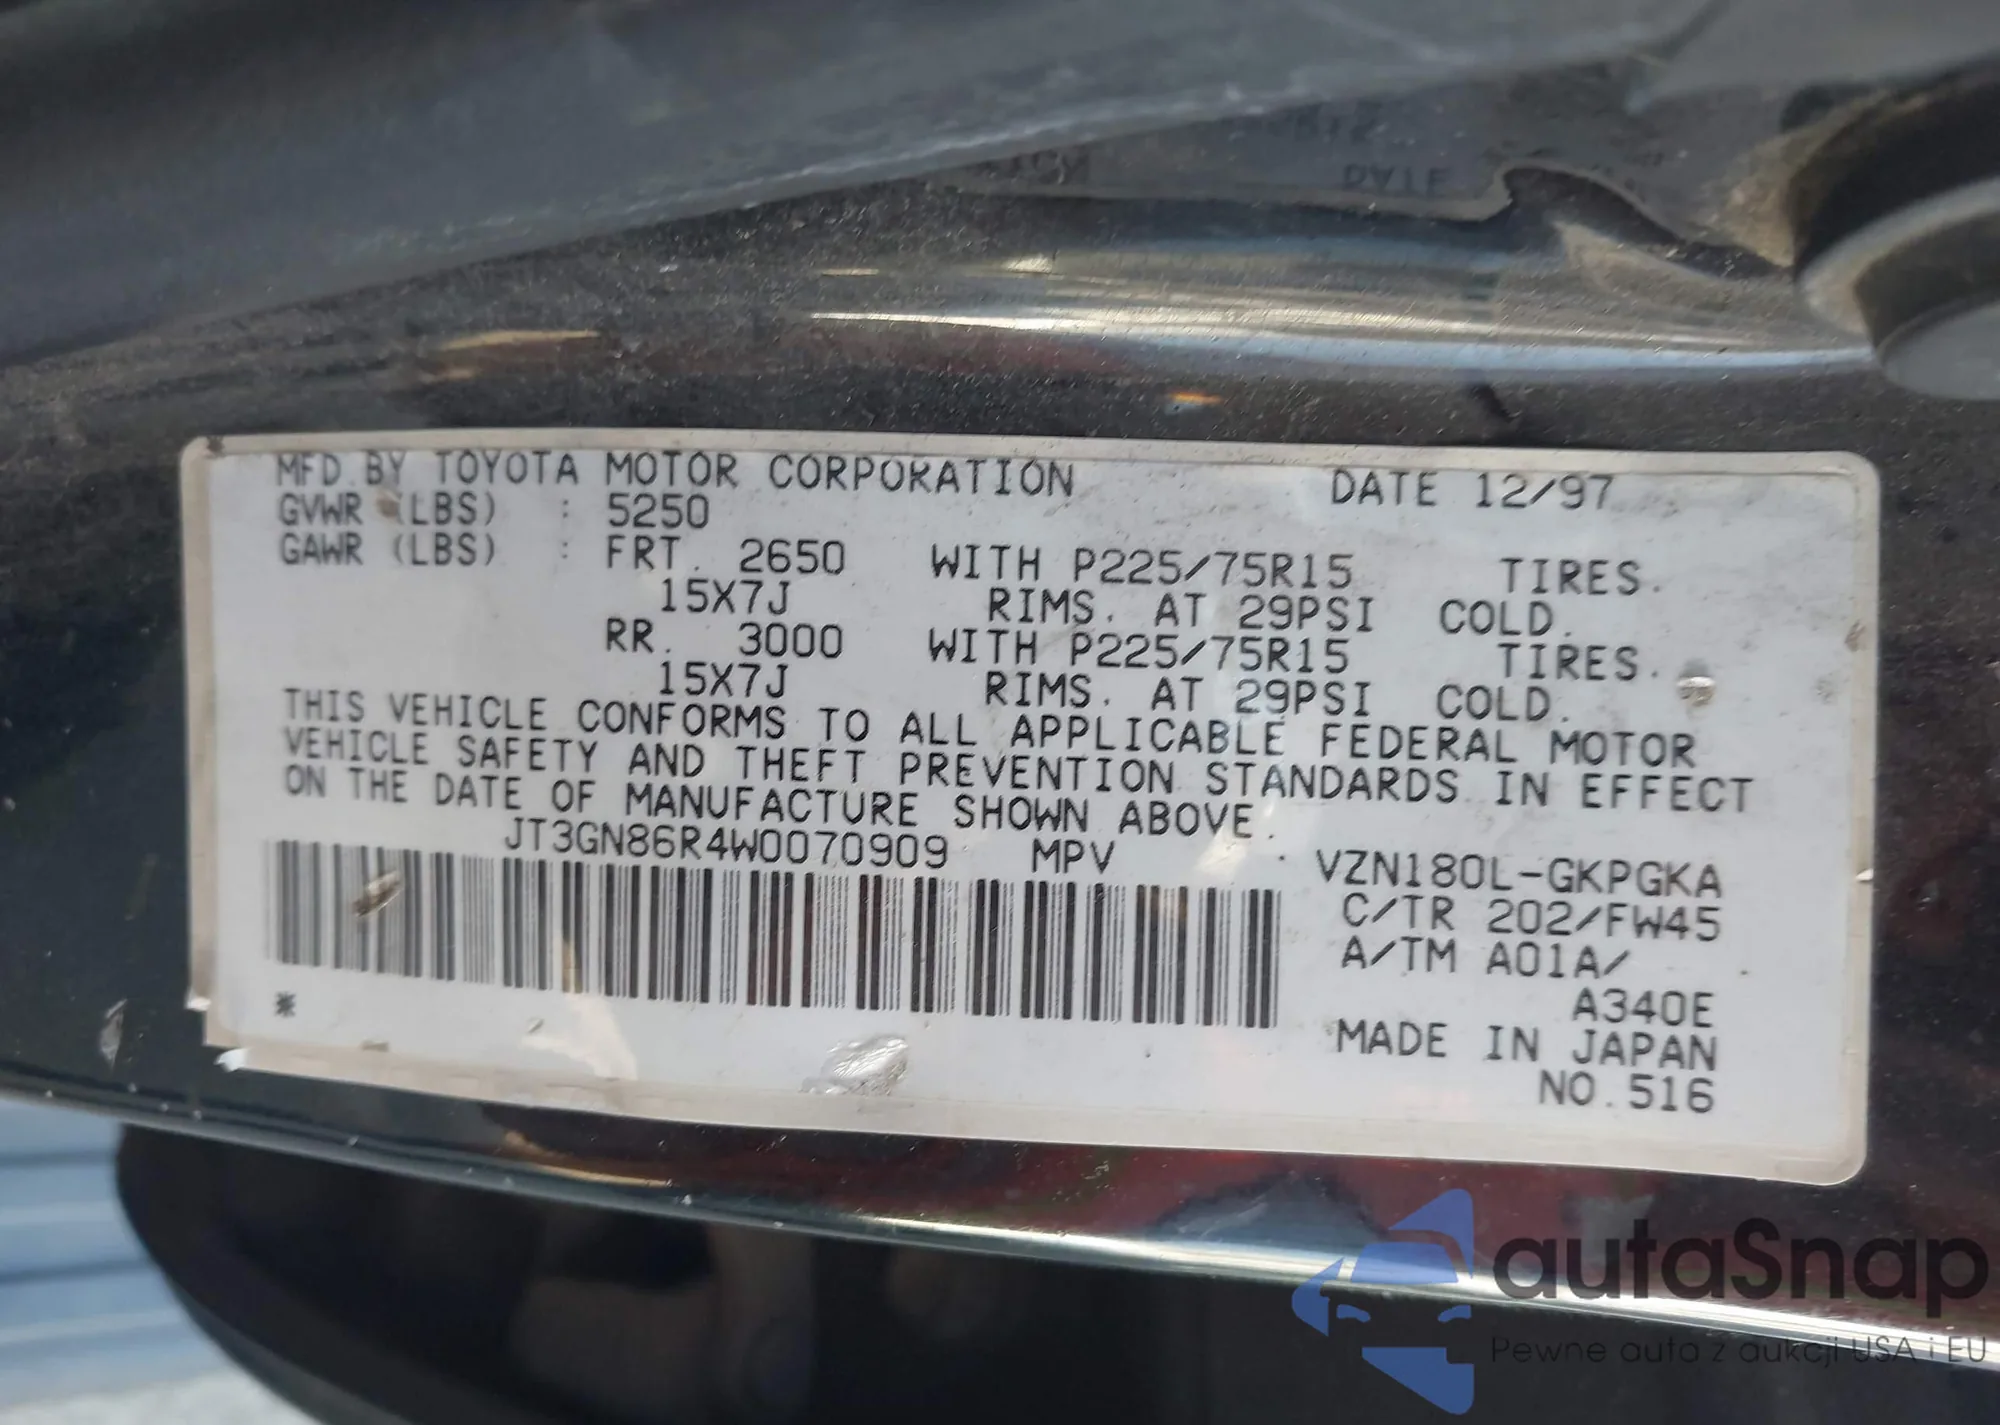 DATE
MFD.BY TOYOTA MOTOR CORPORATION DATE 12/97
GVWR (LBS) : 5250
GAWR (LBS) : FRT. 2650 WITH P225/75R15 TIRES.
15X7J RIMS. AT 29PSI COLD.
RR. 3000 WITH P225/75R15 TIRES.
15X7J RIMS. AT 29PSI COLD.
THIS VEHICLE CONFORMS TO ALL APPLICABLE FEDERAL MOTOR
VEHICLE SAFETY AND THEFT PREVENTION STANDARDS IN EFFECT
ON THE DATE OF MANUFACTURE SHOWN ABOVE.
JT3GN86R4W0070909 MPV VZN180L-GKPGKA
C/TR 202/FW45
A/TM A01A/
A340E
*
MADE IN JAPAN
NO.516
autaSnap
Pewne auta z aukcji USA i EU